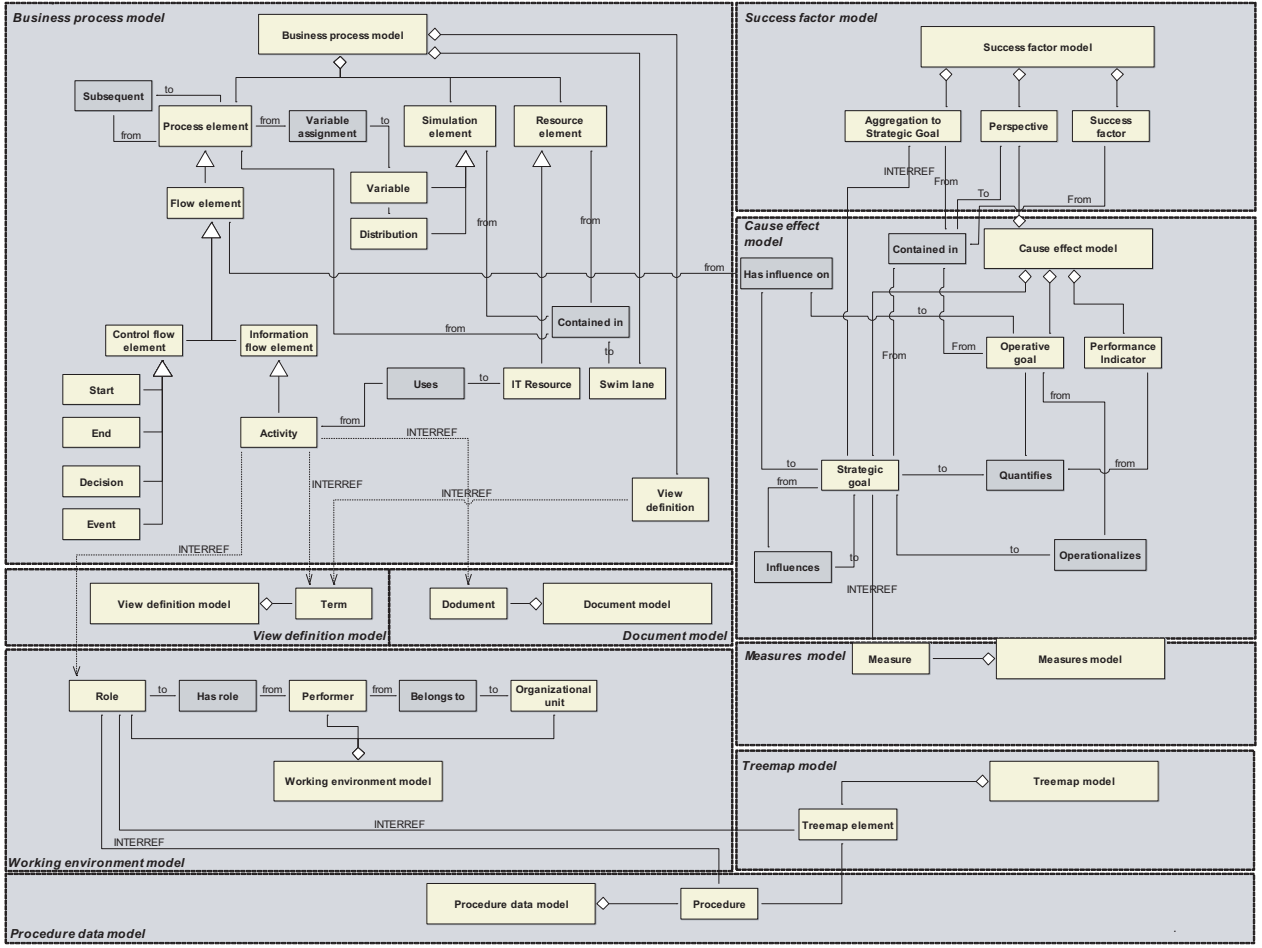 Business process model
Business process model
Subsequent
to
from
Process element
from
Variable
assignment
to
Simulation
element
Resource
element
Variable
Flow element
Distribution
from
from
from
Contained in
from
to
Control flow
element
Information
flow element
Start
End
Decision
Event
Uses
to
IT Resource
Swim lane
from
Activity
INTERREF
INTERREF
INTERREF
View
definition
INTERREF
Success factor model
Success factor model
Aggregation to
Strategic Goal
Perspective
Success
factor
INTERREF
From
To
From
Cause effect
model
Contained in
Cause effect model
Has influence on
to
From
From
Operative
goal
Performance
Indicator
from
to
Strategic
goal
to
Quantifies
from
from
Influences
to
to
Operationalizes
INTERREF
View definition model
Term
View definition model
Dodument
Document model
Document model
Measures model
Measure
Measures model
Role
to
Has role
from
Performer
from
Belongs to
to
Organizational
unit
Working environment model
INTERREF
INTERREF
Working environment model
Treemap model
Treemap model
Treemap element
Procedure data model
Procedure
Procedure data model